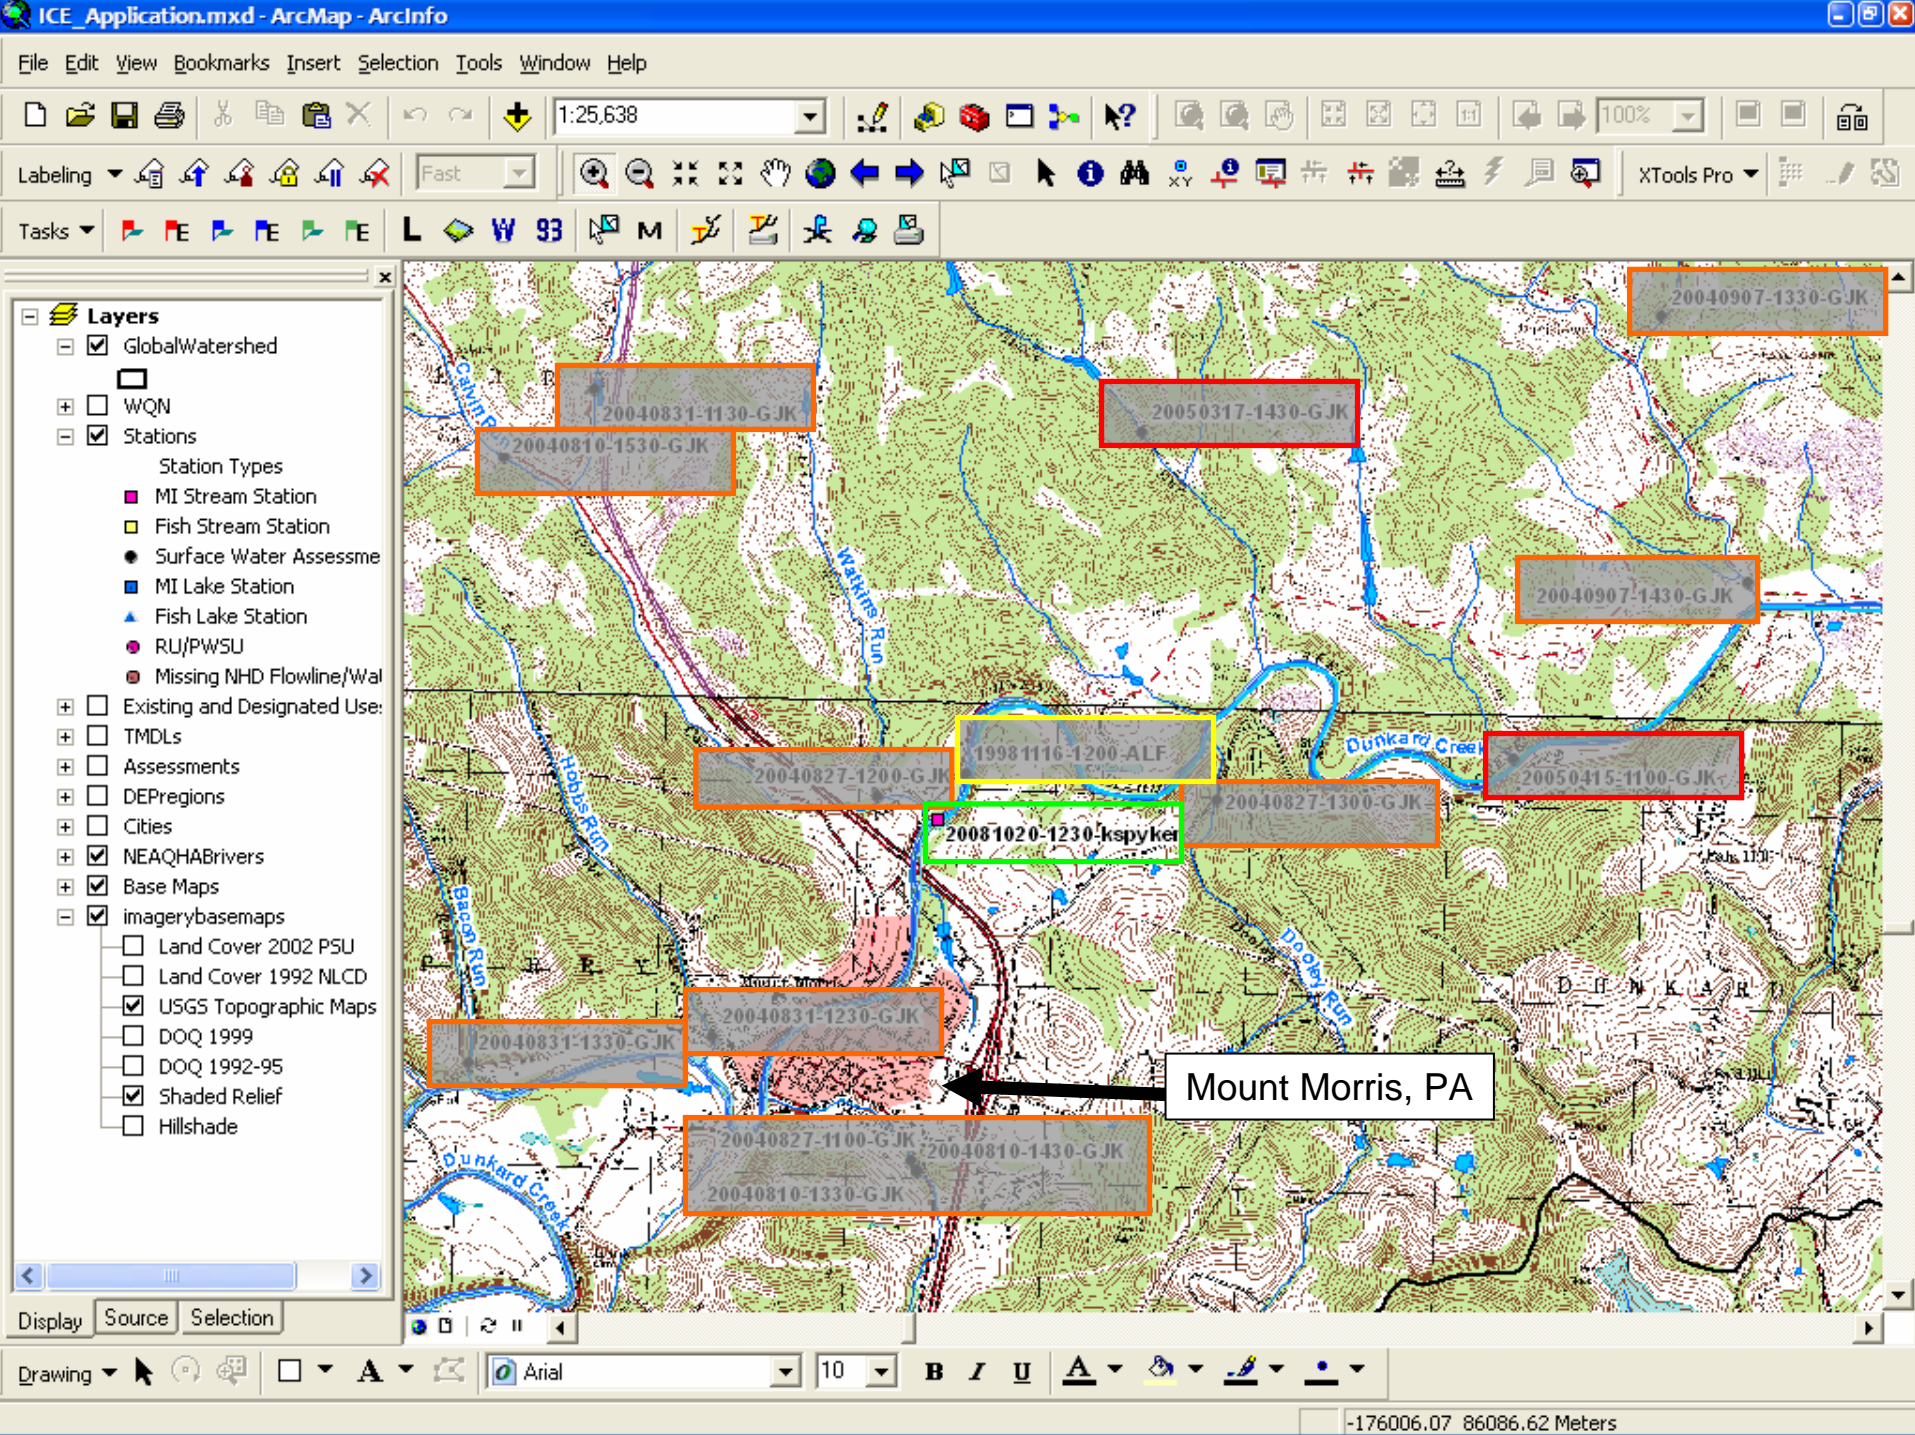 ICE_Application.mxd - ArcMap - ArcInfo
File Edit View Bookmarks Insert Selection Tools Window Help
1:25,638
100%
Labeling
Fast
XY
XTools Pro
Tasks
E E E L W 93 M
Layers
GlobalWatershed
WQN
Stations
Station Types
MI Stream Station
Fish Stream Station
Surface Water Assessme
MI Lake Station
Fish Lake Station
RU/PWSU
Missing NHD Flowline/Wa
Existing and Designated Use
TMDLs
Assessments
DEPregions
Cities
NEAQHABrivers
Base Maps
imagerybasemaps
Land Cover 2002 PSU
Land Cover 1992 NLCD
USGS Topographic Maps
DOQ 1999
DOQ 1992-95
Shaded Relief
Hillshade
Display Source Selection
20040907-1330-GJK
20040831-1130-GJK
20050317-1430-GJK
20040810-1530-GJK
Calvin Run
Watkins Run
20040907-1430-GJK
19981116-1200-ALF
Dunkard Creek
20040827-1200-GJK
20050415-1100-GJK
20040827-1300-GJK
Hobbs Run
20081020-1230-kspyker
Bacon Run
Dooley Run
D U N K A R D
20040831-1230-GJK
20040831-1330-GJK
Mount Morris, PA
20040827-1100-GJK
20040810-1430-GJK
20040810-1330-GJK
Dunkard Creek
Drawing
A
Arial
10
B I U A
-176006.07 86086.62 Meters